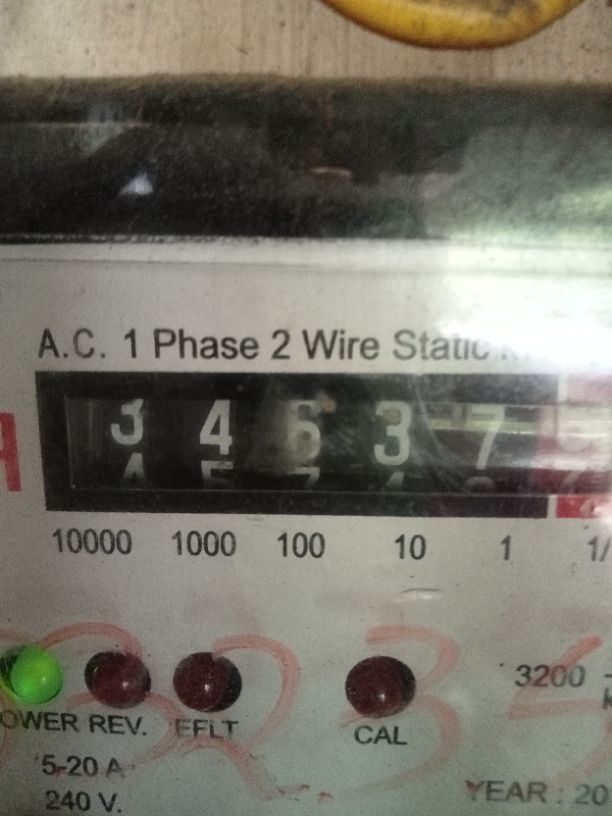 A.C. 1 Phase 2 Wire Static
3 4 6 3 7
10000 1000 100 10 1 1/
OWER REV. EFLT CAL
3200
5-20 A
240 V.
YEAR : 20